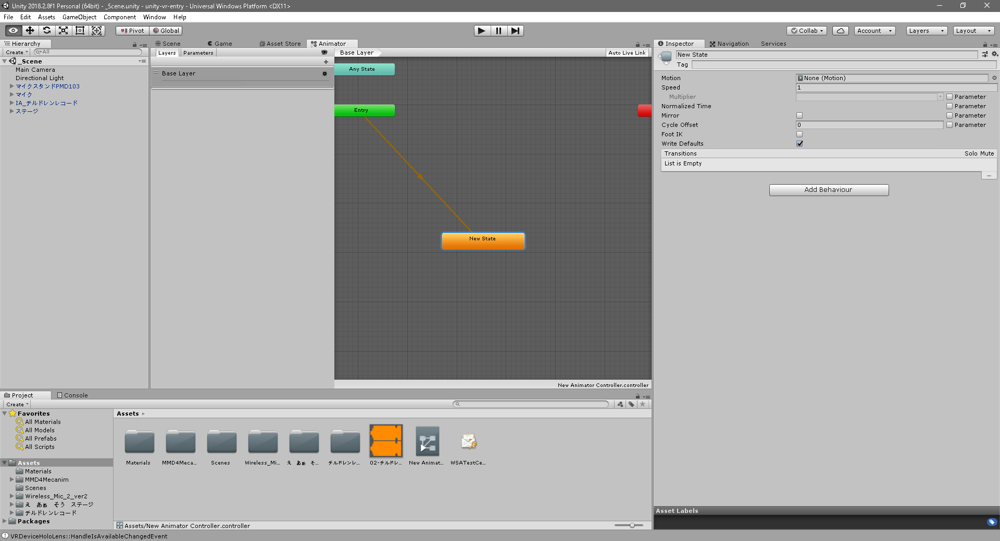 Unity 2018.2.8f1 Personal (64bit) - _Scene.unity - unity-vr-entry - Universal Windows Platform <DX11>
File Edit Assets GameObject Component Window Help
Pivot Global Collab Account Layers Layout
Hierarchy
Create All
_Scene
Main Camera
Directional Light
マイクスタンドPMD103
マイク
IA_チルドレンレコード
ステージ
Scene Game Asset Store Animator
Layers Parameters Base Layer Auto Live Link
Base Layer
Any State
Entry
New State
New Animator Controller.controller
Inspector Navigation Services
New State
Tag
Motion None (Motion)
Speed 1
Multiplier Parameter
Normalized Time Parameter
Mirror Parameter
Cycle Offset 0 Parameter
Foot IK
Write Defaults
Transitions Solo Mute
List is Empty
Add Behaviour
Project Console
Create
Favorites
All Materials
All Models
All Prefabs
All Scripts
Assets
Materials
MMD4Mecanim
Scenes
Wireless_Mic_2_ver2
え　あぁ　そう　ステージ
チルドレンレコード
Packages
Assets
Materials MMD4Meca... Scenes Wireless_Mi... え　あぁ　そ... チルドレンレ... 02-チルドレ... New Animat... WSATestCe...
Assets/New Animator Controller.controller
Asset Labels
VRDeviceHoloLens::HandleIsAvailableChangedEvent